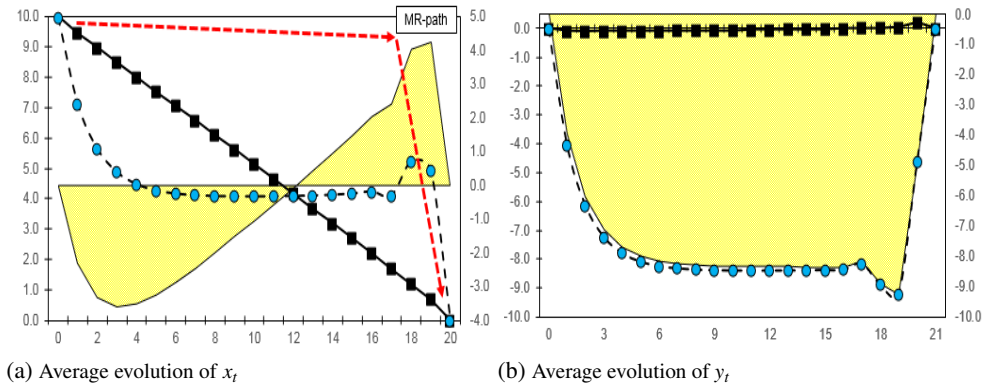 MR-path
10.0 9.0 8.0 7.0 6.0 5.0 4.0 3.0 2.0 1.0 0.0
5.0 4.0 3.0 2.0 1.0 0.0 -1.0 -2.0 -3.0 -4.0
0 2 4 6 8 10 12 14 16 18 20
(a) Average evolution of x_t
0.0 -1.0 -2.0 -3.0 -4.0 -5.0 -6.0 -7.0 -8.0 -9.0 -10.0
0.0 -1.0 -2.0 -3.0 -4.0 -5.0 -6.0 -7.0 -8.0 -9.0 -10.0
0 3 6 9 12 15 18 21
(b) Average evolution of y_t